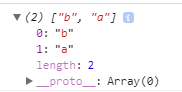 ▼ (2) ["b", "a"] i
0: "b"
1: "a"
length: 2
▶ __proto__: Array(0)